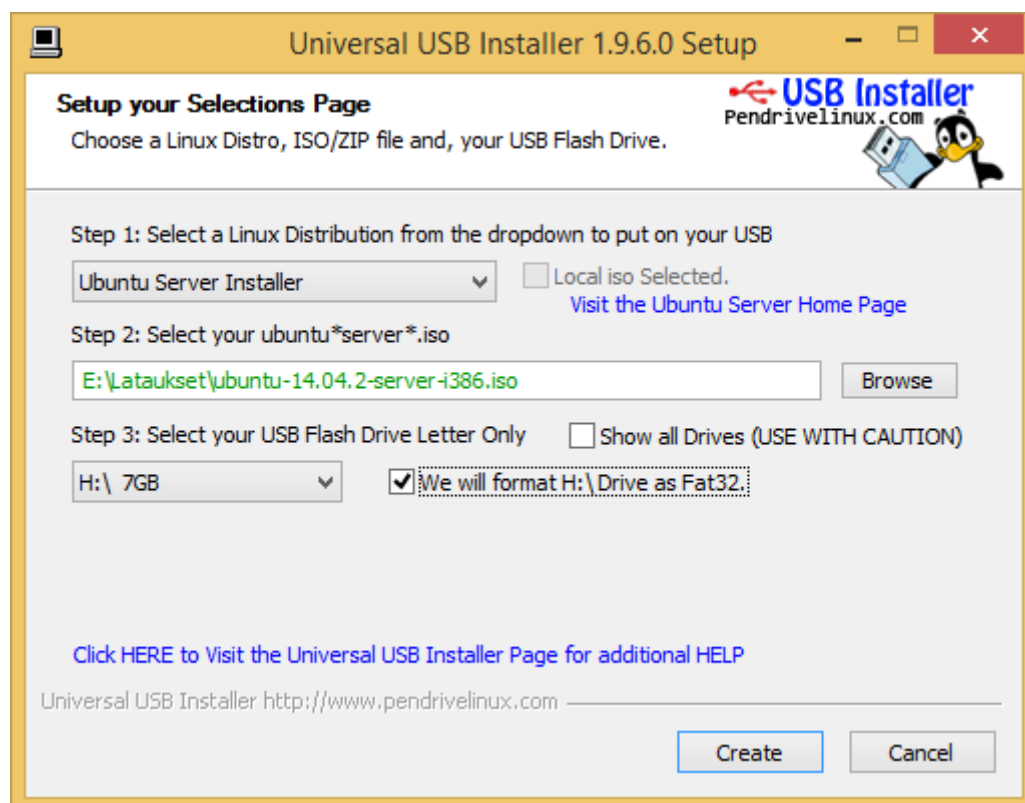 Universal USB Installer 1.9.6.0 Setup
Setup your Selections Page
Choose a Linux Distro, ISO/ZIP file and, your USB Flash Drive.
USB Installer
Pendrivelinux.com
Step 1: Select a Linux Distribution from the dropdown to put on your USB
Ubuntu Server Installer
Local iso Selected.
Visit the Ubuntu Server Home Page
Step 2: Select your ubuntu*server*.iso
E:\Lataukset\ubuntu-14.04.2-server-i386.iso
Browse
Step 3: Select your USB Flash Drive Letter Only
Show all Drives (USE WITH CAUTION)
H:\ 7GB
We will format H:\ Drive as Fat32.
Click HERE to Visit the Universal USB Installer Page for additional HELP
Universal USB Installer http://www.pendrivelinux.com
Create
Cancel